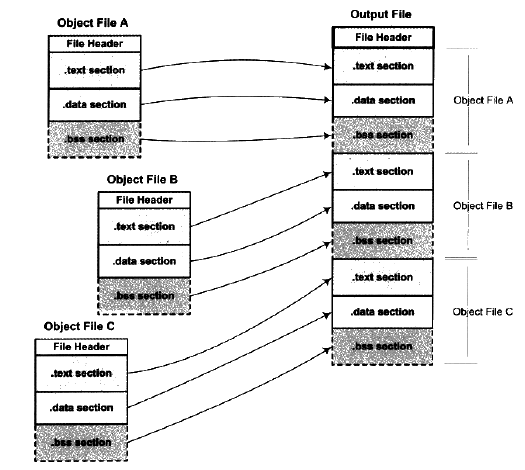 Object File A
File Header
.text section
.data section
.bss section
Object File B
File Header
.text section
.data section
.bss section
Object File C
File Header
.text section
.data section
.bss section
Output File
File Header
.text section
.data section
.bss section
Object File A
.text section
.data section
.bss section
Object File B
.text section
.data section
.bss section
Object File C